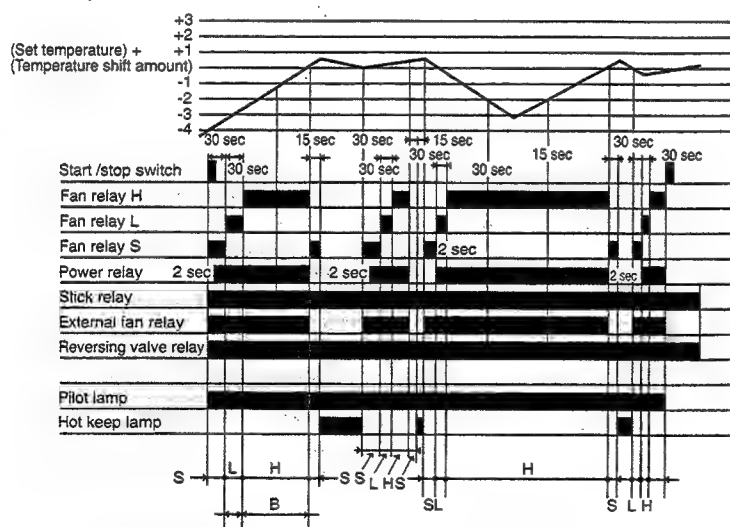 +3
+2
+1
(Set temperature) +
(Temperature shift amount)
-1
-2
-3
-4
30 sec 15 sec 30 sec 15 sec 30 sec
30 sec 30 sec 30 sec 30 sec 15 sec 30 sec
Start /stop switch
Fan relay H
Fan relay L
Fan relay S 2 sec
Power relay 2 sec 2 sec 2 sec
Stick relay
External fan relay
Reversing valve relay
Pilot lamp
Hot keep lamp
S L H S S L H S H S L H
S L
B